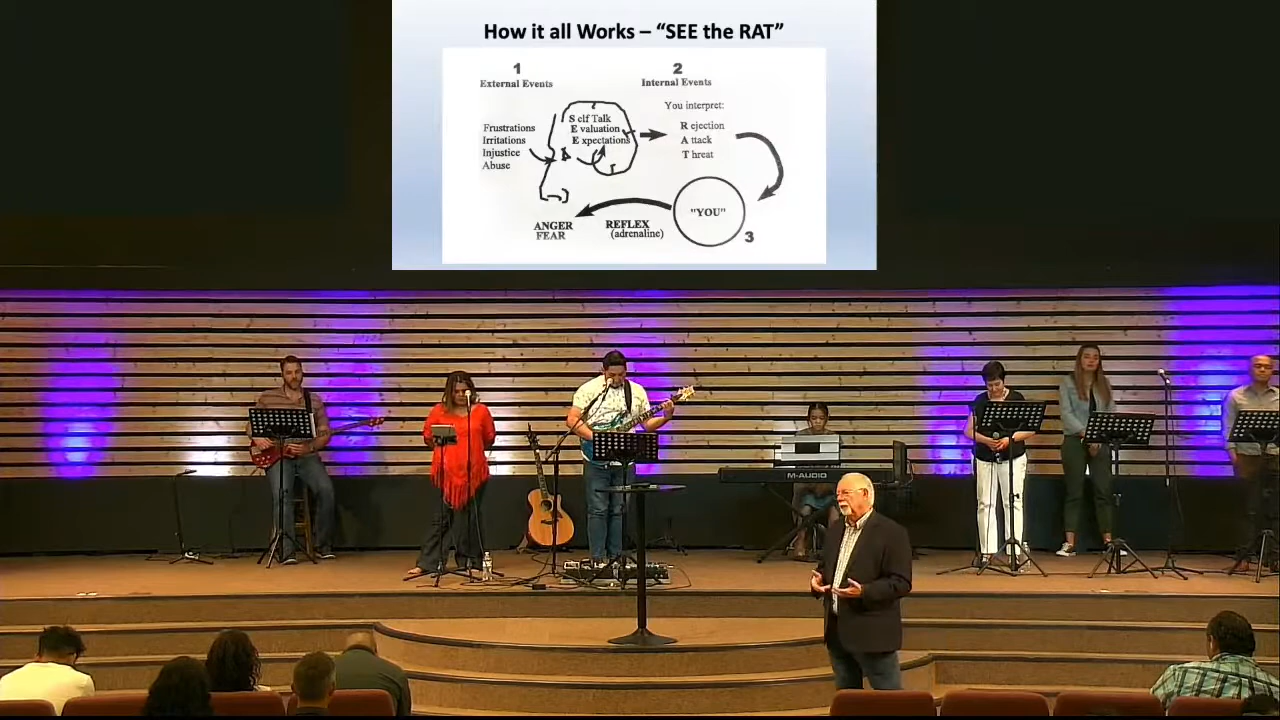 How it all Works – “SEE the RAT”
1
External Events
2
Internal Events
You interpret:
Frustrations
Irritations
Injustice
Abuse
S elf Talk
E valuation
E xpectations
R ejection
A ttack
T hreat
"YOU"
3
REFLEX
(adrenaline)
ANGER
FEAR
M-AUDIO